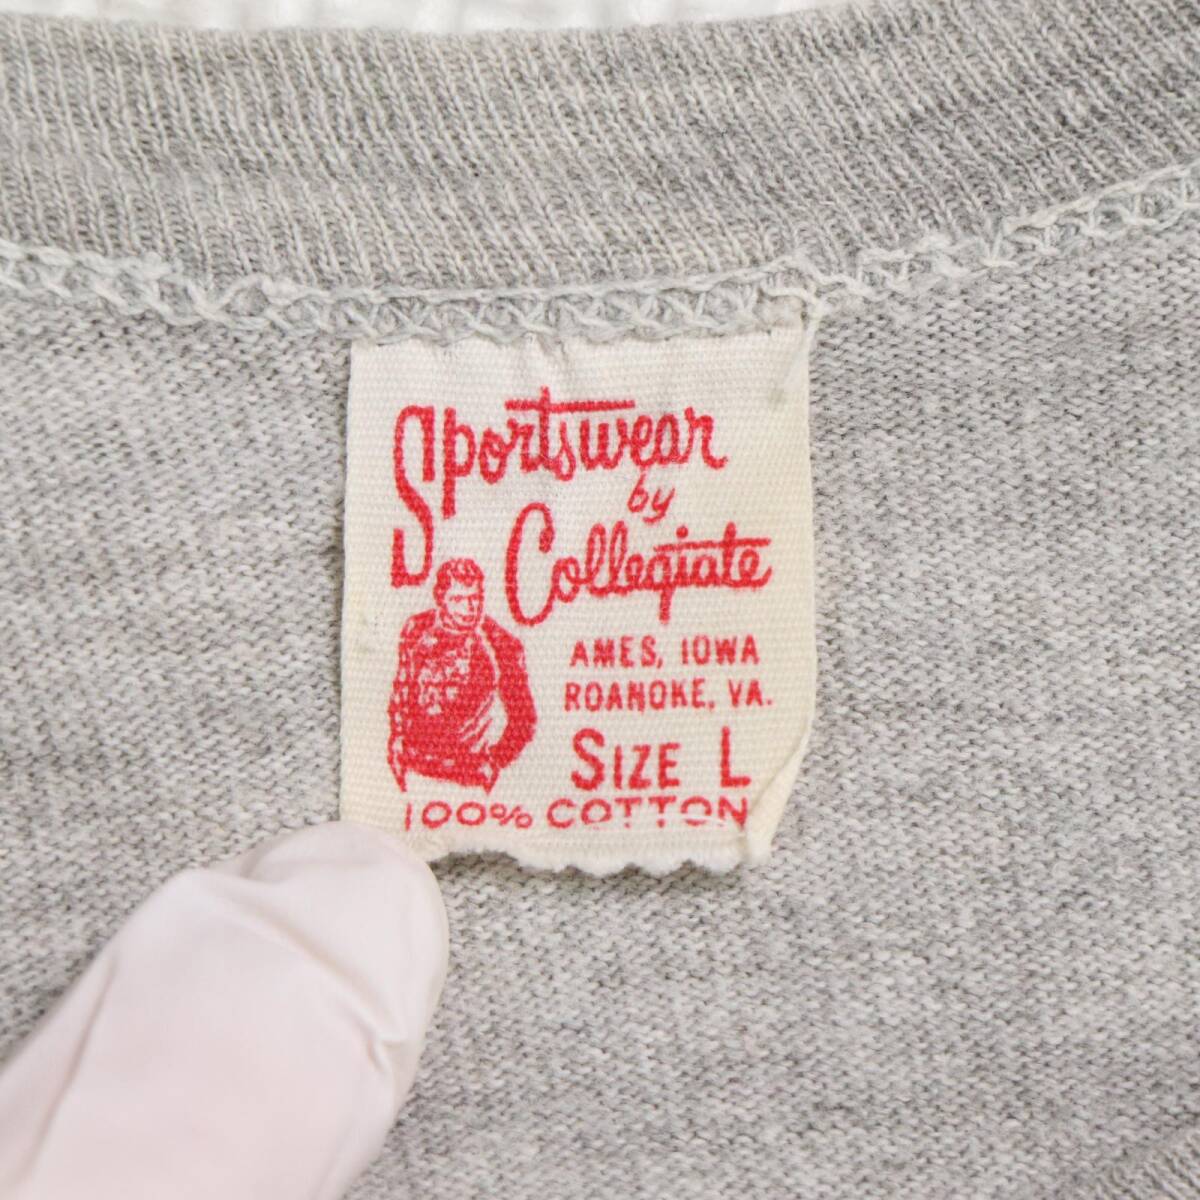 Sportswear
by
Collegiate
AMES, IOWA
ROANOKE, VA.
SIZE L
100% COTTON